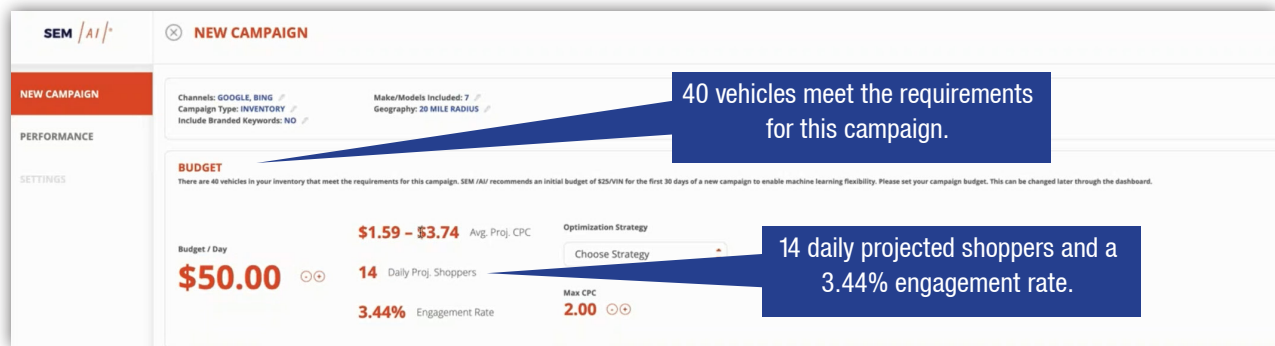 SEM /AI/®
NEW CAMPAIGN
NEW CAMPAIGN
PERFORMANCE
SETTINGS
Channels: GOOGLE, BING
Campaign Type: INVENTORY
Include Branded Keywords: NO
Make/Models Included: 7
Geography: 20 MILE RADIUS
40 vehicles meet the requirements
for this campaign.
BUDGET
There are 40 vehicles in your inventory that meet the requirements for this campaign. SEM /AI/ recommends an initial budget of $25/VIN for the first 30 days of a new campaign to enable machine learning flexibility. Please set your campaign budget. This can be changed later through the dashboard.
Budget / Day
$50.00
$1.59 – $3.74 Avg. Proj. CPC
14 Daily Proj. Shoppers
3.44% Engagement Rate
Optimization Strategy
Choose Strategy
Max CPC
2.00
14 daily projected shoppers and a
3.44% engagement rate.